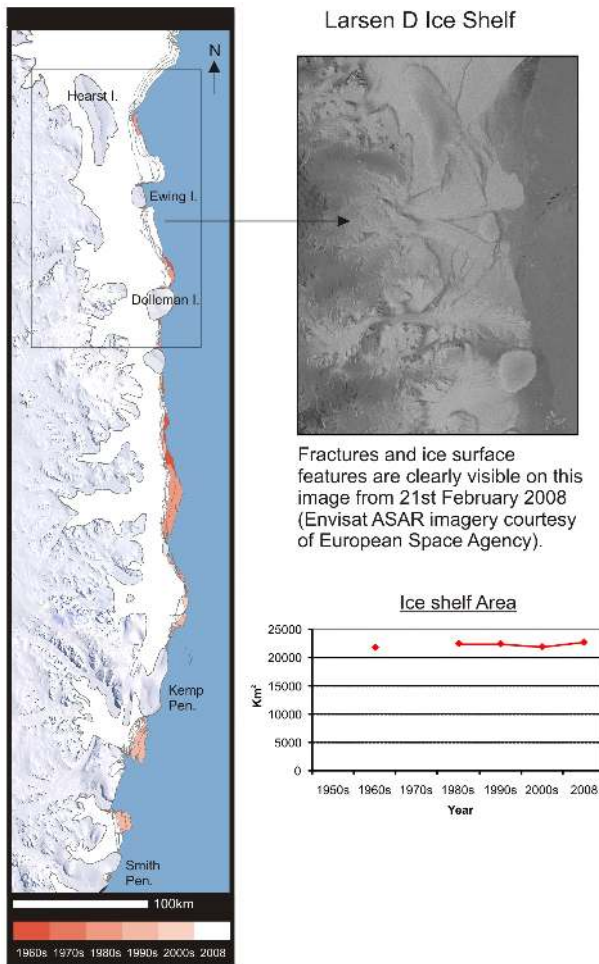 Larsen D Ice Shelf
N
Hearst I.
Ewing I.
Dolleman I.
Kemp
Pen.
Smith
Pen.
100km
1960s 1970s 1980s 1990s 2000s 2008
Fractures and ice surface
features are clearly visible on this
image from 21st February 2008
(Envisat ASAR imagery courtesy
of European Space Agency).
Ice shelf Area
25000
20000
15000
10000
5000
0
Km²
1950s 1960s 1970s 1980s 1990s 2000s 2008
Year